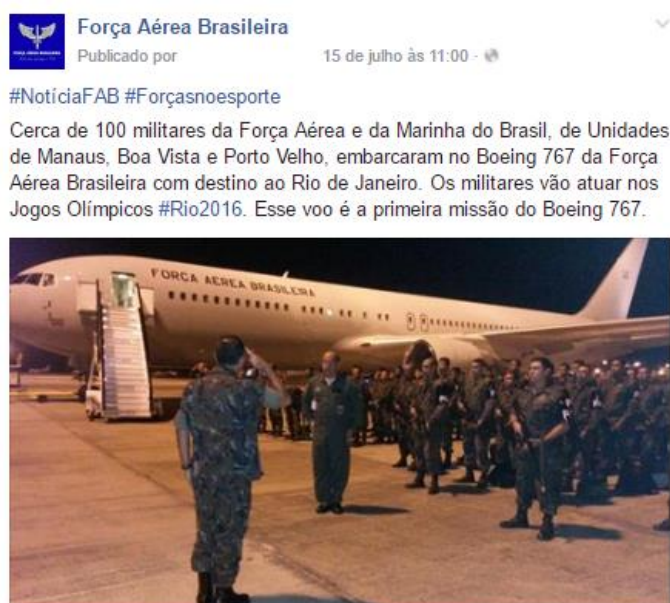 Força Aérea Brasileira
Publicado por 15 de julho às 11:00 ·
#NotíciaFAB #Forçasnoesporte
Cerca de 100 militares da Força Aérea e da Marinha do Brasil, de Unidades
de Manaus, Boa Vista e Porto Velho, embarcaram no Boeing 767 da Força
Aérea Brasileira com destino ao Rio de Janeiro. Os militares vão atuar nos
Jogos Olímpicos #Rio2016. Esse voo é a primeira missão do Boeing 767.
FORCA AEREA BRASILEIRA